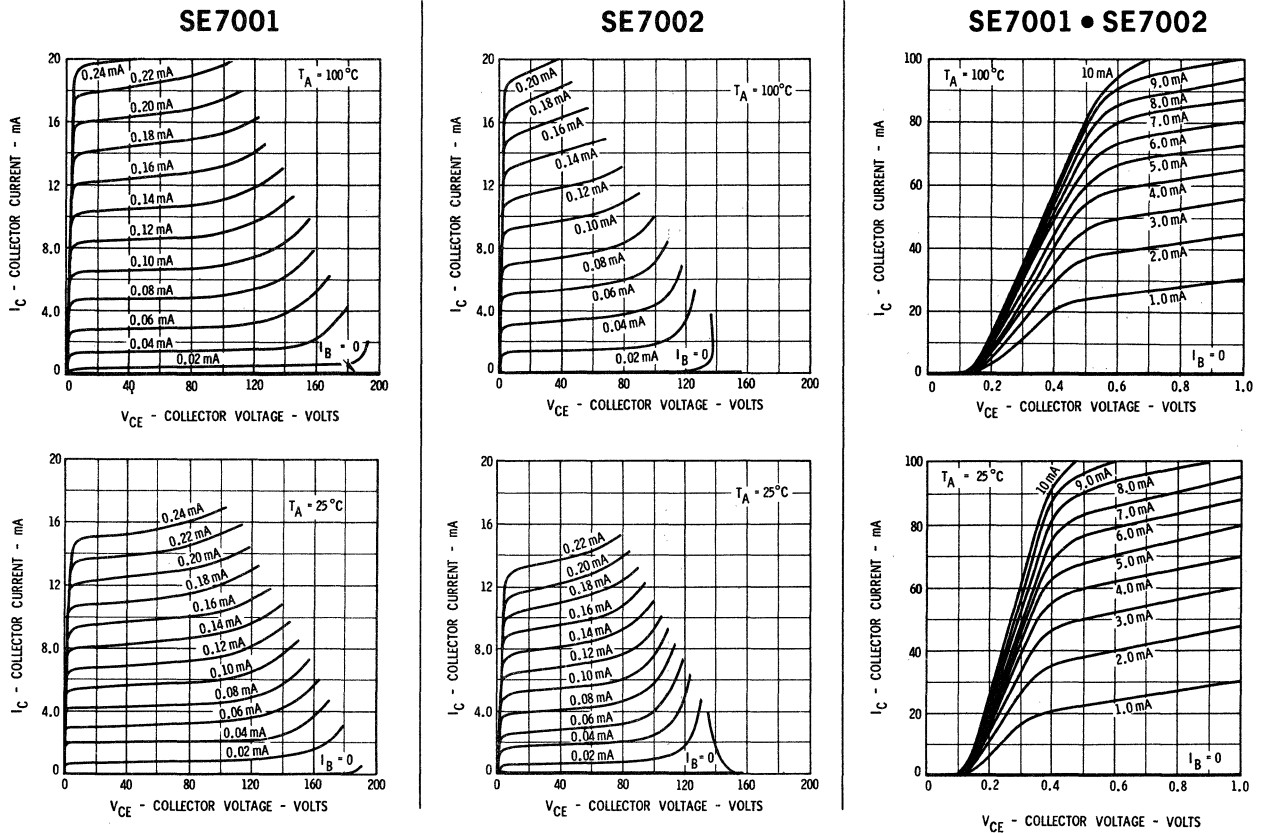 SE7001
SE7002
SE7001 • SE7002
I_C - COLLECTOR CURRENT - mA
20
16
12
8.0
4.0
0
0.24 mA
0.22 mA
0.20 mA
0.18 mA
0.16 mA
0.14 mA
0.12 mA
0.10 mA
0.08 mA
0.06 mA
0.04 mA
0.02 mA
T_A = 100°C
I_B = 0
0 40 80 120 160 200
V_CE - COLLECTOR VOLTAGE - VOLTS
I_C - COLLECTOR CURRENT - mA
20
16
12
8.0
4.0
0
0.20 mA
0.18 mA
0.16 mA
0.14 mA
0.12 mA
0.10 mA
0.08 mA
0.06 mA
0.04 mA
0.02 mA
T_A = 100°C
I_B = 0
0 40 80 120 160 200
V_CE - COLLECTOR VOLTAGE - VOLTS
I_C - COLLECTOR CURRENT - mA
100
80
60
40
20
0
T_A = 100°C
10 mA
9.0 mA
8.0 mA
7.0 mA
6.0 mA
5.0 mA
4.0 mA
3.0 mA
2.0 mA
1.0 mA
I_B = 0
0 0.2 0.4 0.6 0.8 1.0
V_CE - COLLECTOR VOLTAGE - VOLTS
I_C - COLLECTOR CURRENT - mA
20
16
12
8.0
4.0
0
T_A = 25°C
0.24 mA
0.22 mA
0.20 mA
0.18 mA
0.16 mA
0.14 mA
0.12 mA
0.10 mA
0.08 mA
0.06 mA
0.04 mA
0.02 mA
I_B = 0
0 40 80 120 160 200
V_CE - COLLECTOR VOLTAGE - VOLTS
I_C - COLLECTOR CURRENT - mA
20
16
12
8.0
4.0
0
T_A = 25°C
0.22 mA
0.20 mA
0.18 mA
0.16 mA
0.14 mA
0.12 mA
0.10 mA
0.08 mA
0.06 mA
0.04 mA
0.02 mA
I_B = 0
0 40 80 120 160 200
V_CE - COLLECTOR VOLTAGE - VOLTS
I_C - COLLECTOR CURRENT - mA
100
80
60
40
20
0
T_A = 25°C
10 mA
9.0 mA
8.0 mA
7.0 mA
6.0 mA
5.0 mA
4.0 mA
3.0 mA
2.0 mA
1.0 mA
I_B = 0
0 0.2 0.4 0.6 0.8 1.0
V_CE - COLLECTOR VOLTAGE - VOLTS